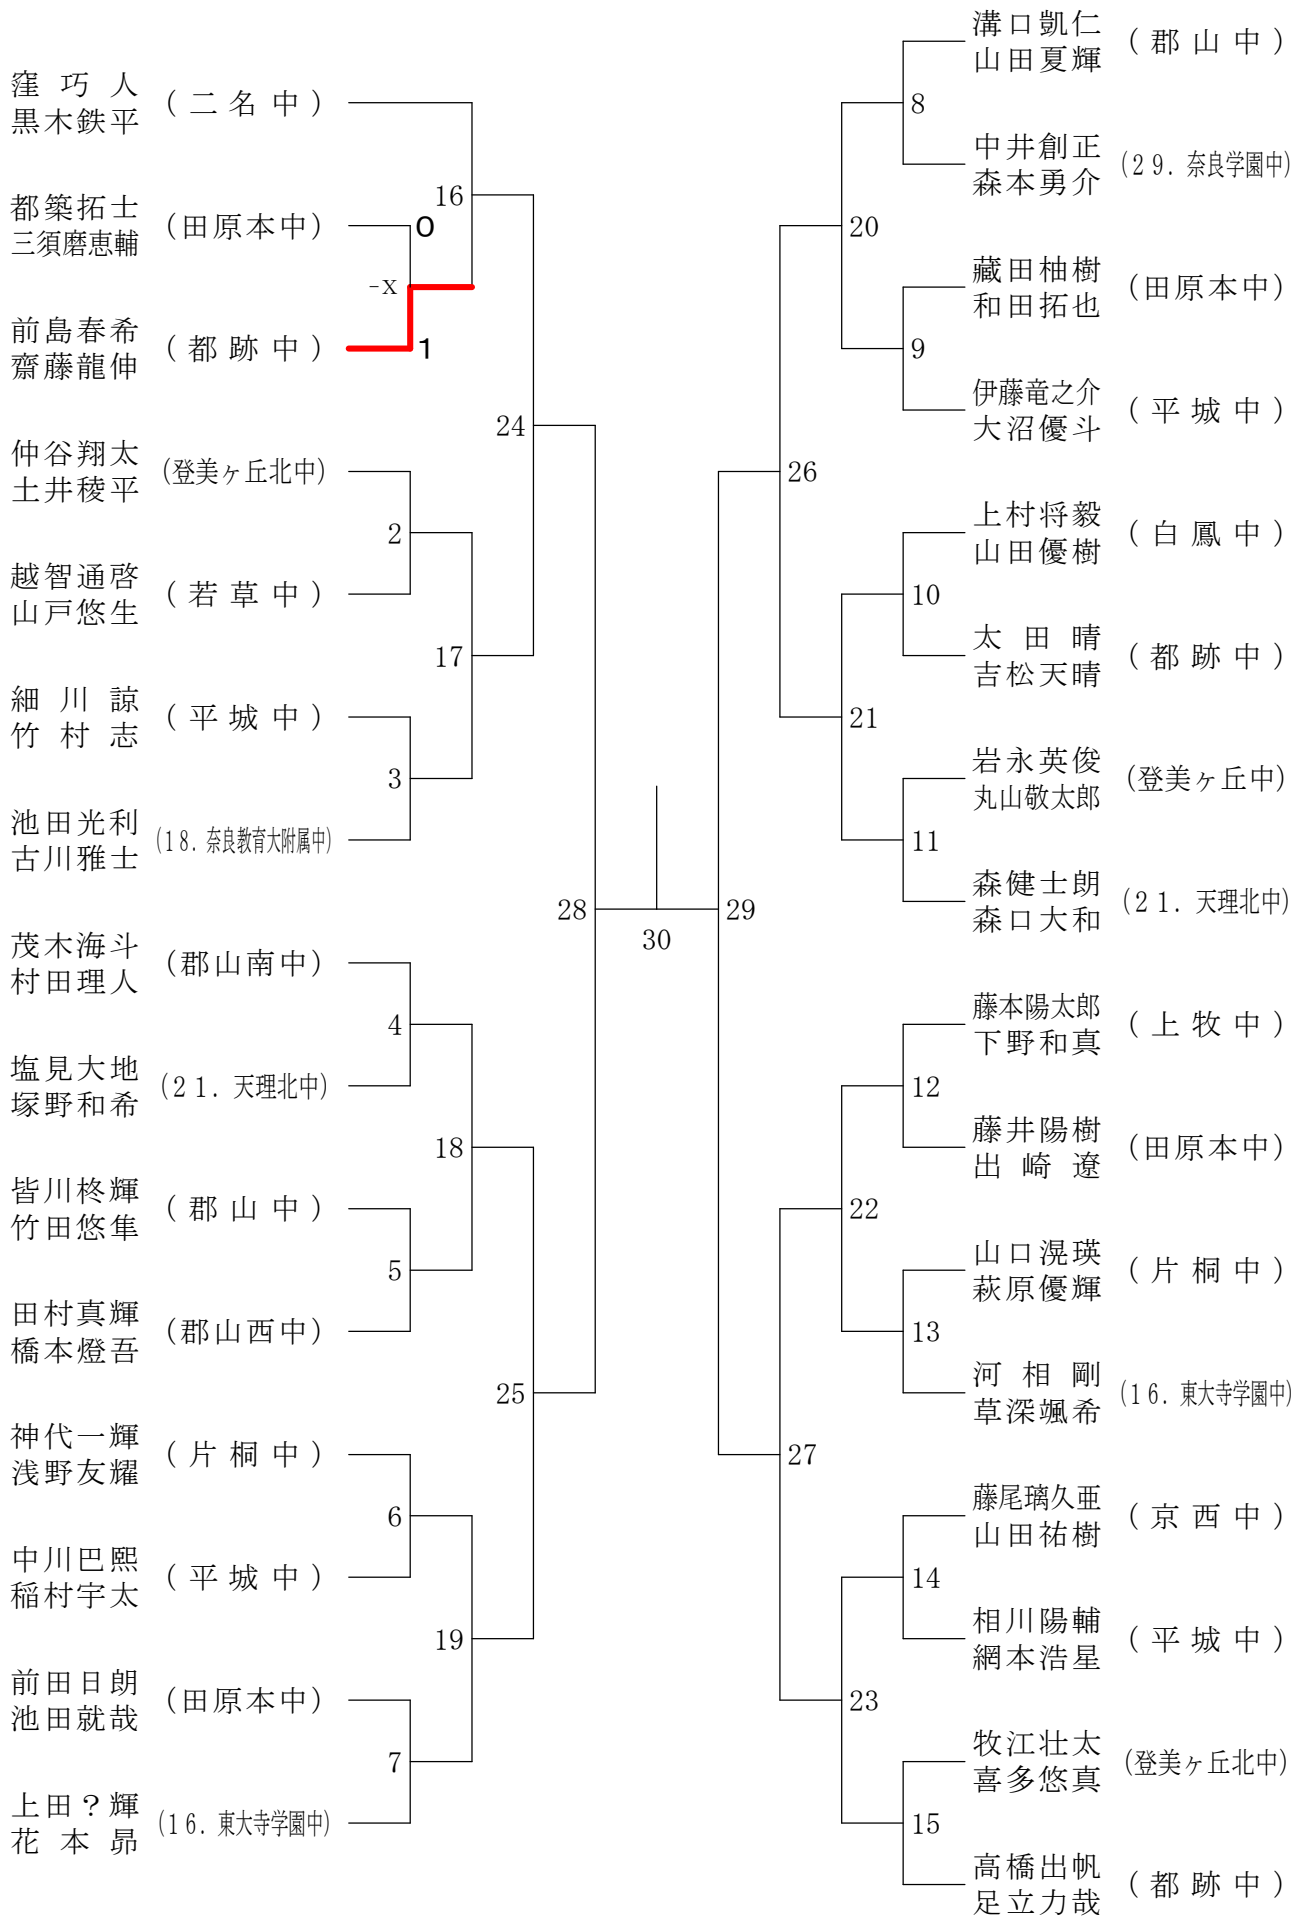 窪巧人
黒木鉄平
(二名中)
都築拓士
三須磨恵輔
(田原本中)
0
16
-X
前島春希
齋藤龍伸
(都跡中)
1
24
仲谷翔太
土井稜平
(登美ヶ丘北中)
2
越智通啓
山戸悠生
(若草中)
17
細川諒
竹村志
(平城中)
3
池田光利
古川雅士
(18.奈良教育大附属中)
28
茂木海斗
村田理人
(郡山南中)
4
塩見大地
塚野和希
(21.天理北中)
18
皆川柊輝
竹田悠隼
(郡山中)
5
田村真輝
橋本燈吾
(郡山西中)
25
神代一輝
浅野友耀
(片桐中)
6
中川巴熙
稲村宇太
(平城中)
19
前田日朗
池田就哉
(田原本中)
7
上田?輝
花本昴
(16.東大寺学園中)
30
溝口凱仁
山田夏輝
(郡山中)
8
中井創正
森本勇介
(29.奈良学園中)
20
藏田柚樹
和田拓也
(田原本中)
9
伊藤竜之介
大沼優斗
(平城中)
26
上村将毅
山田優樹
(白鳳中)
10
太田晴
吉松天晴
(都跡中)
21
岩永英俊
丸山敬太郎
(登美ヶ丘中)
11
森健士朗
森口大和
(21.天理北中)
29
藤本陽太郎
下野和真
(上牧中)
12
藤井陽樹
出崎遼
(田原本中)
22
山口滉瑛
萩原優輝
(片桐中)
13
河相剛
草深颯希
(16.東大寺学園中)
27
藤尾璃久亜
山田祐樹
(京西中)
14
相川陽輔
網本浩星
(平城中)
23
牧江壮太
喜多悠真
(登美ヶ丘北中)
15
高橋出帆
足立力哉
(都跡中)